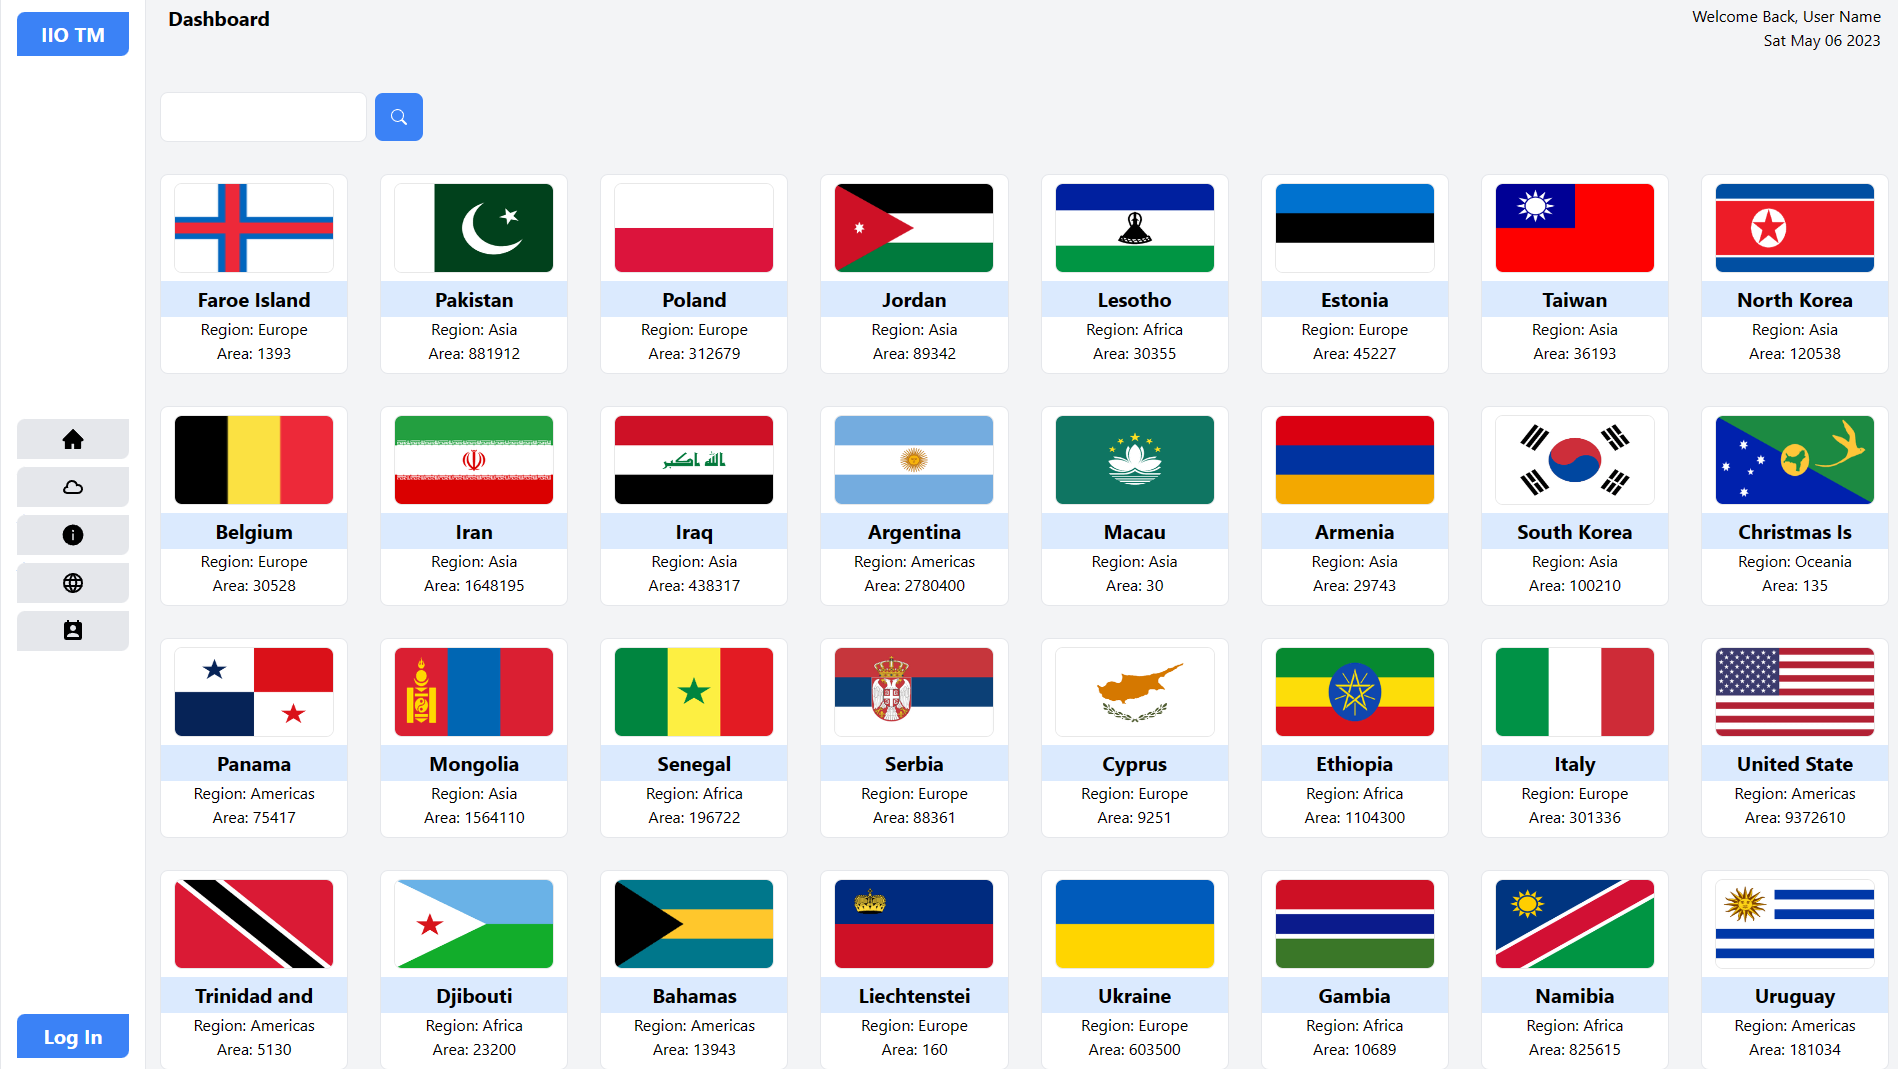 IIO TM
Dashboard
Welcome Back, User Name
Sat May 06 2023
Faroe Island
Region: Europe
Area: 1393
Pakistan
Region: Asia
Area: 881912
Poland
Region: Europe
Area: 312679
Jordan
Region: Asia
Area: 89342
Lesotho
Region: Africa
Area: 30355
Estonia
Region: Europe
Area: 45227
Taiwan
Region: Asia
Area: 36193
North Korea
Region: Asia
Area: 120538
Belgium
Region: Europe
Area: 30528
Iran
Region: Asia
Area: 1648195
الله اكبر
Iraq
Region: Asia
Area: 438317
Argentina
Region: Americas
Area: 2780400
Macau
Region: Asia
Area: 30
Armenia
Region: Asia
Area: 29743
South Korea
Region: Asia
Area: 100210
Christmas Is
Region: Oceania
Area: 135
Panama
Region: Americas
Area: 75417
Mongolia
Region: Asia
Area: 1564110
Senegal
Region: Africa
Area: 196722
Serbia
Region: Europe
Area: 88361
Cyprus
Region: Europe
Area: 9251
Ethiopia
Region: Africa
Area: 1104300
Italy
Region: Europe
Area: 301336
United State
Region: Americas
Area: 9372610
Trinidad and
Region: Americas
Area: 5130
Djibouti
Region: Africa
Area: 23200
Bahamas
Region: Americas
Area: 13943
Liechtenstei
Region: Europe
Area: 160
Ukraine
Region: Europe
Area: 603500
Gambia
Region: Africa
Area: 10689
Namibia
Region: Africa
Area: 825615
Uruguay
Region: Americas
Area: 181034
Log In